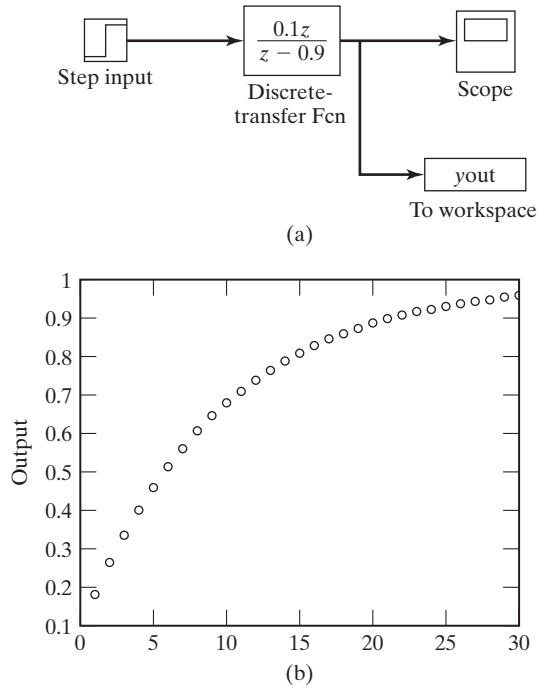 0.1z
z − 0.9
Step input
Discrete-
transfer Fcn
Scope
yout
To workspace
(a)
1
0.9
0.8
0.7
0.6
0.5
0.4
0.3
0.2
0.1
Output
0 5 10 15 20 25 30
(b)